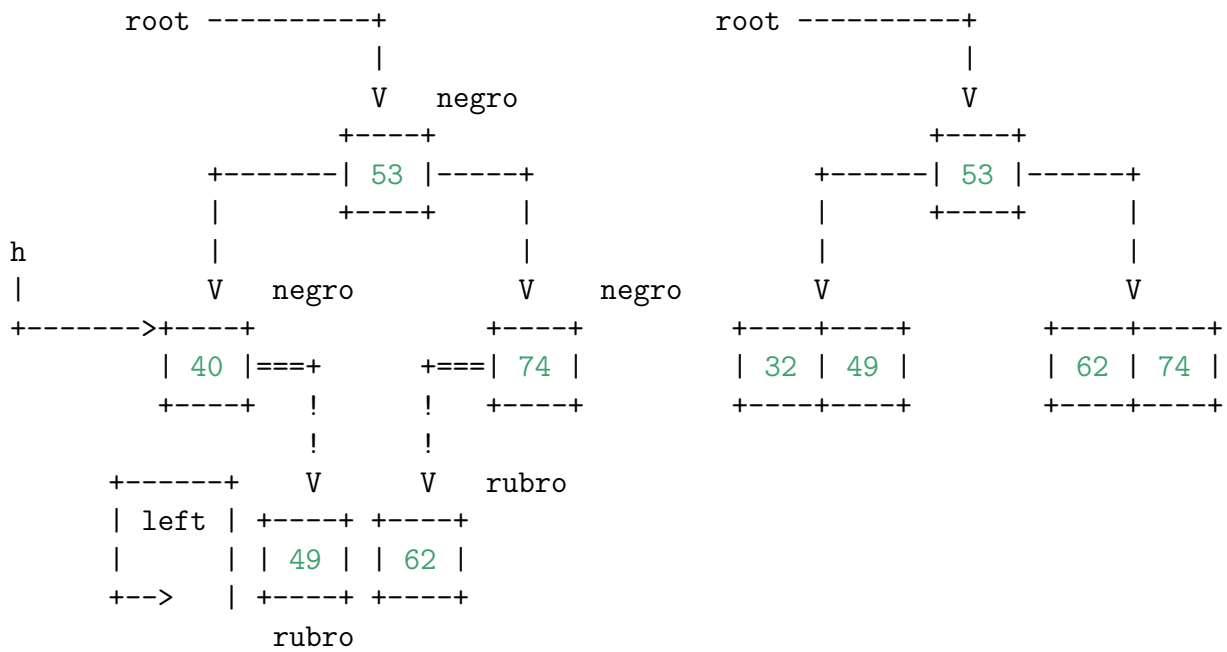 root ----------+ root ----------+
| |
V negro V
+----+ +----+
+-------| 53 |-----+ +------| 53 |------+
| +----+ | | +----+ |
h | | | |
| V negro V negro V V
+------->+----+ +----+ +----+----+ +----+----+
| 40 |===+ +===| 74 | | 32 | 49 | | 62 | 74 |
+----+ ! ! +----+ +----+----+ +----+----+
! !
+------+ V V rubro
| left | +----+ +----+
| | | 49 | | 62 |
+--> | +----+ +----+
rubro